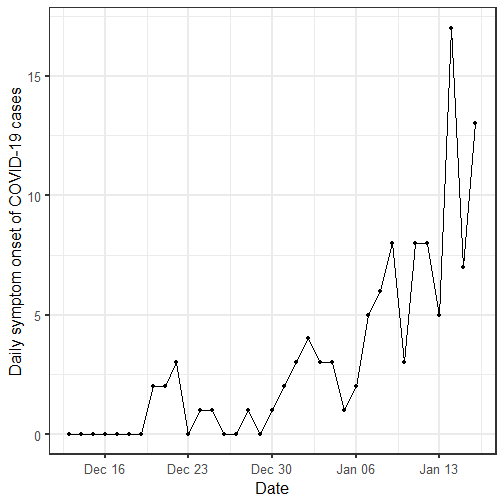 Daily symptom onset of COVID-19 cases
15
10
5
0
Dec 16 Dec 23 Dec 30 Jan 06 Jan 13
Date